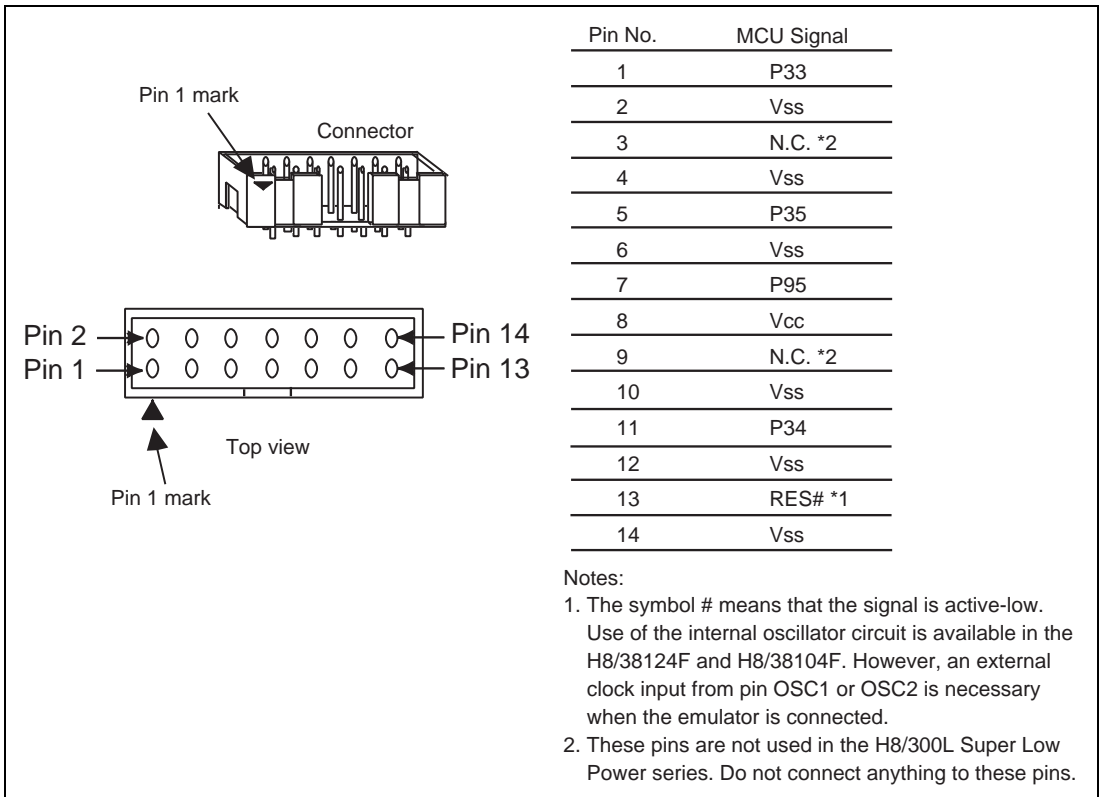 Pin 1 mark
Connector
Pin 2
Pin 14
Pin 1
Pin 13
Top view
Pin 1 mark
Pin No. MCU Signal
1 P33
2 Vss
3 N.C. *2
4 Vss
5 P35
6 Vss
7 P95
8 Vcc
9 N.C. *2
10 Vss
11 P34
12 Vss
13 RES# *1
14 Vss
Notes:
1. The symbol # means that the signal is active-low.
Use of the internal oscillator circuit is available in the
H8/38124F and H8/38104F. However, an external
clock input from pin OSC1 or OSC2 is necessary
when the emulator is connected.
2. These pins are not used in the H8/300L Super Low
Power series. Do not connect anything to these pins.